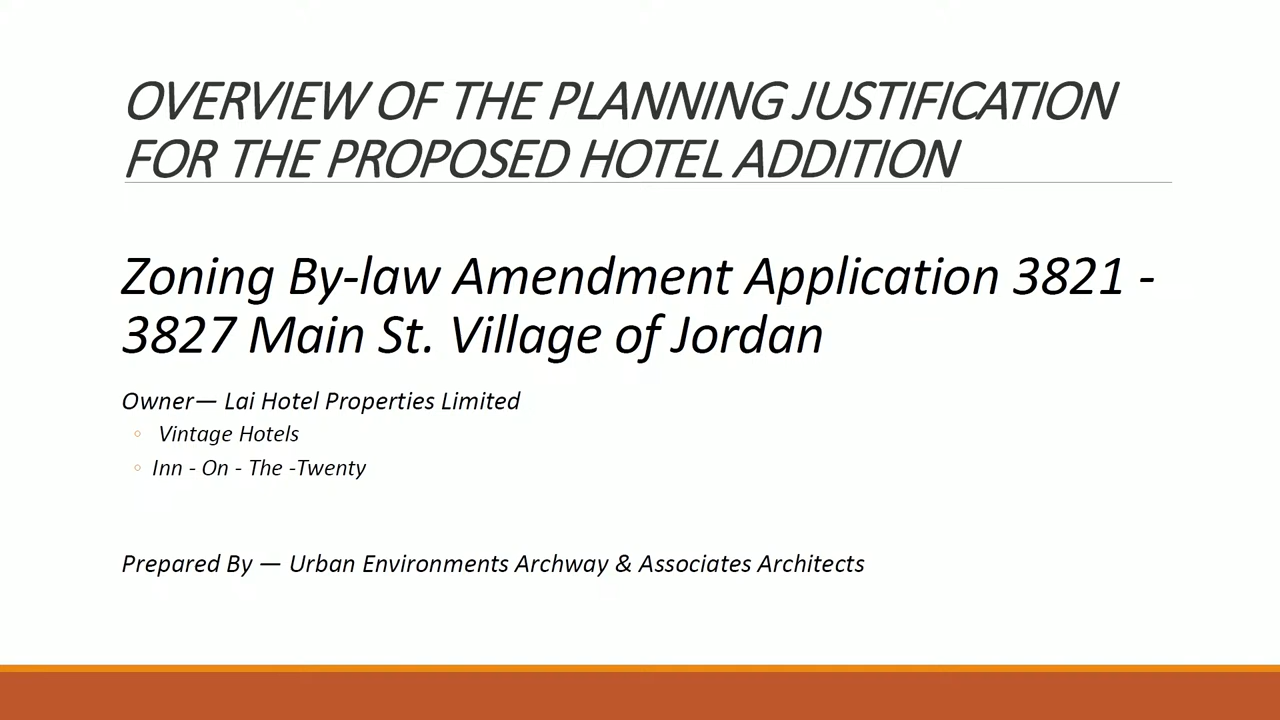 OVERVIEW OF THE PLANNING JUSTIFICATION
FOR THE PROPOSED HOTEL ADDITION
Zoning By-law Amendment Application 3821 -
3827 Main St. Village of Jordan
Owner— Lai Hotel Properties Limited
◦ Vintage Hotels
◦ Inn - On - The -Twenty
Prepared By — Urban Environments Archway & Associates Architects